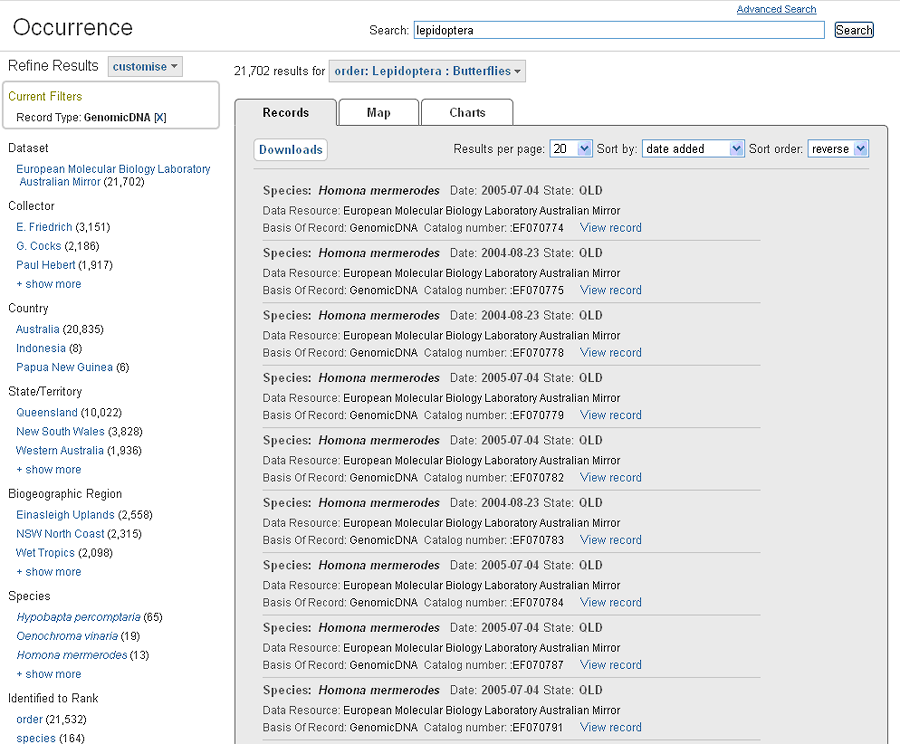 Advanced Search
Occurrence
Search: lepidoptera Search
Refine Results customise
21,702 results for order: Lepidoptera : Butterflies
Current Filters
Record Type: GenomicDNA [X]
Dataset
European Molecular Biology Laboratory
Australian Mirror (21,702)
Collector
E. Friedrich (3,151)
G. Cocks (2,186)
Paul Hebert (1,917)
+ show more
Country
Australia (20,835)
Indonesia (8)
Papua New Guinea (6)
State/Territory
Queensland (10,022)
New South Wales (3,828)
Western Australia (1,936)
+ show more
Biogeographic Region
Einasleigh Uplands (2,558)
NSW North Coast (2,315)
Wet Tropics (2,098)
+ show more
Species
Hypobapta percomptaria (65)
Oenochroma vinaria (19)
Homona mermerodes (13)
+ show more
Identified to Rank
order (21,532)
species (164)
Records Map Charts
Downloads Results per page: 20 Sort by: date added Sort order: reverse
Species: Homona mermerodes Date: 2005-07-04 State: QLD
Data Resource: European Molecular Biology Laboratory Australian Mirror
Basis Of Record: GenomicDNA Catalog number: :EF070774 View record
Species: Homona mermerodes Date: 2004-08-23 State: QLD
Data Resource: European Molecular Biology Laboratory Australian Mirror
Basis Of Record: GenomicDNA Catalog number: :EF070775 View record
Species: Homona mermerodes Date: 2004-08-23 State: QLD
Data Resource: European Molecular Biology Laboratory Australian Mirror
Basis Of Record: GenomicDNA Catalog number: :EF070778 View record
Species: Homona mermerodes Date: 2005-07-04 State: QLD
Data Resource: European Molecular Biology Laboratory Australian Mirror
Basis Of Record: GenomicDNA Catalog number: :EF070779 View record
Species: Homona mermerodes Date: 2005-07-04 State: QLD
Data Resource: European Molecular Biology Laboratory Australian Mirror
Basis Of Record: GenomicDNA Catalog number: :EF070782 View record
Species: Homona mermerodes Date: 2004-08-23 State: QLD
Data Resource: European Molecular Biology Laboratory Australian Mirror
Basis Of Record: GenomicDNA Catalog number: :EF070783 View record
Species: Homona mermerodes Date: 2005-07-04 State: QLD
Data Resource: European Molecular Biology Laboratory Australian Mirror
Basis Of Record: GenomicDNA Catalog number: :EF070784 View record
Species: Homona mermerodes Date: 2005-07-04 State: QLD
Data Resource: European Molecular Biology Laboratory Australian Mirror
Basis Of Record: GenomicDNA Catalog number: :EF070787 View record
Species: Homona mermerodes Date: 2005-07-04 State: QLD
Data Resource: European Molecular Biology Laboratory Australian Mirror
Basis Of Record: GenomicDNA Catalog number: :EF070791 View record